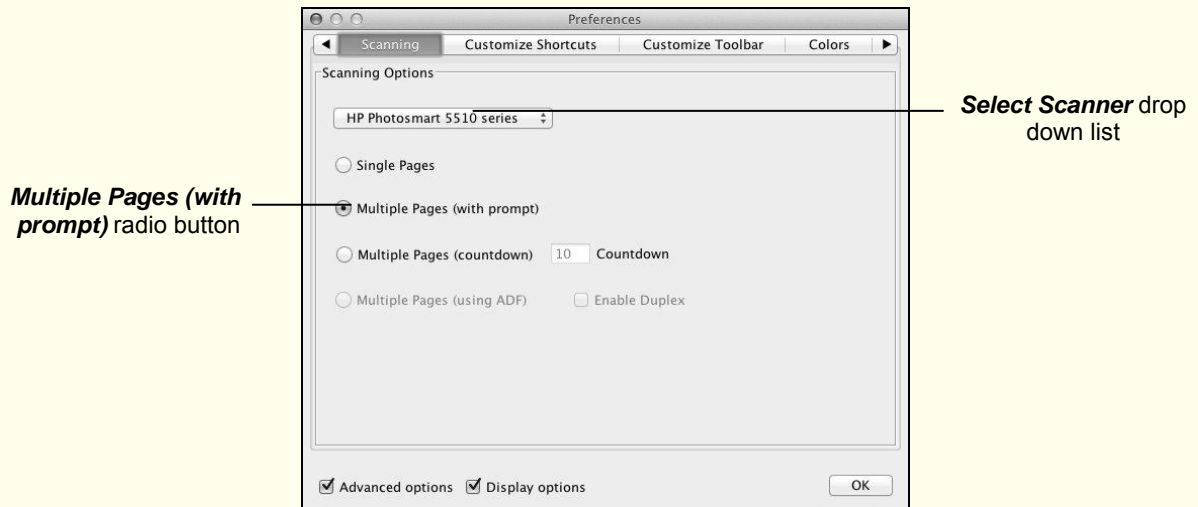 Preferences
Scanning Customize Shortcuts Customize Toolbar Colors
Scanning Options
HP Photosmart 5510 series
Select Scanner drop
down list
Single Pages
Multiple Pages (with
prompt) radio button
Multiple Pages (with prompt)
Multiple Pages (countdown) 10 Countdown
Multiple Pages (using ADF) Enable Duplex
Advanced options Display options OK